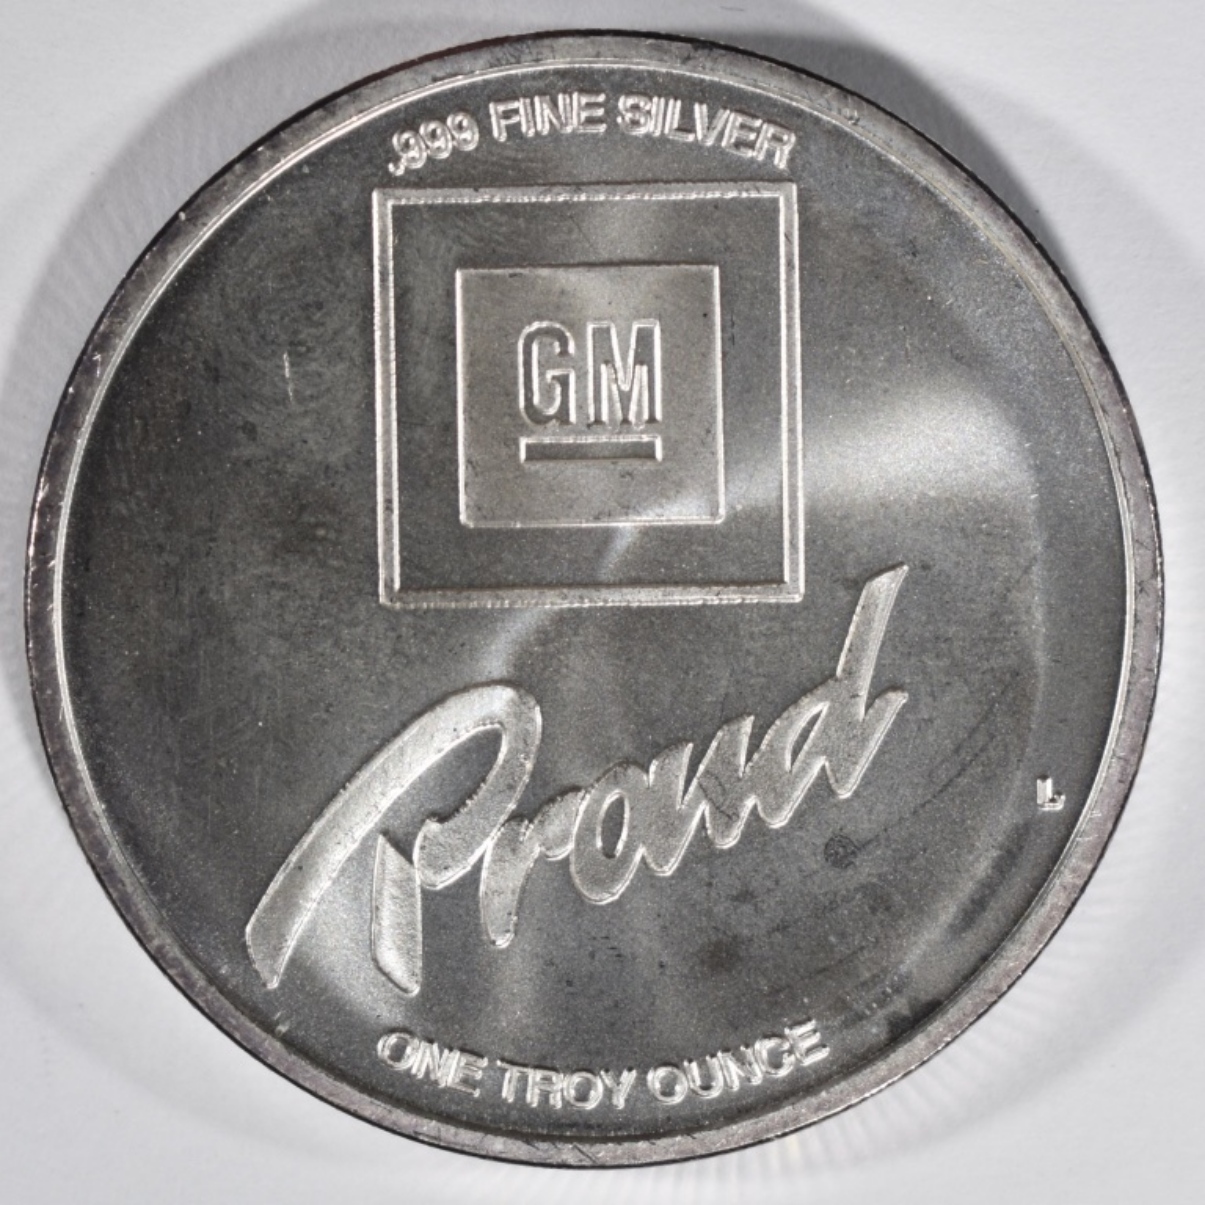 .999 FINE SILVER
GM
Proud
L
ONE TROY OUNCE